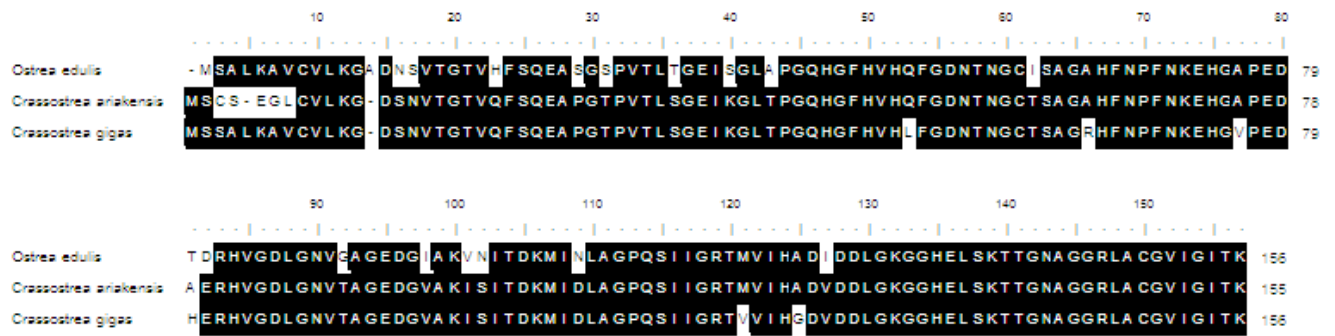 10 20 30 40 50 60 70 80
Ostrea edulis -MSALKAVCVLKGADNSVTGTVHFSQEASGSPVTLTGEISGLAPGQHGFHVHQFGDNTNGCISAGAHFNPFNKEHGAPED 79
Crassostrea ariakensis MSCS-EGLCVLKG-DSNVTGTVQFSQEAPGTPVTLSGEIKGLTPGQHGFHVHQFGDNTNGCTSAGAHFNPFNKEHGAPED 78
Crassostrea gigas MSSALKAVCVLKG-DSNVTGTVQFSQEAPGTPVTLSGEIKGLTPGQHGFHVHLFGDNTNGCTSAGRHFNPFNKEHGVPED 79
90 100 110 120 130 140 150
Ostrea edulis TDRHVGDLGNVGAGEDGIAKVNITDKMINLAGPQSIIGRTMVIHADIDDLGKGGHELSKTTGNAGGRLACGVIGITK 156
Crassostrea ariakensis AERHVGDLGNVTAGEDGVAKISITDKMIDLAGPQSIIGRTMVIHADVDDLGKGGHELSKTTGNAGGRLACGVIGITK 155
Crassostrea gigas HERHVGDLGNVTAGEDGVAKISITDKMIDLAGPQSIIGRTVVIHGDVDDLGKGGHELSKTTGNAGGRLACGVIGITK 156